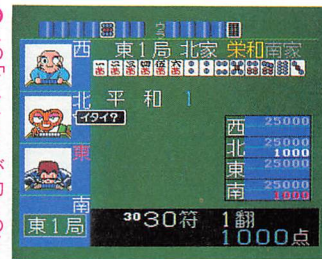 西 東1局 北家 栄和南家
北 平和 1
イタイ?
東
南
西 25000
北 25000
1000
東 25000
南 25000
1000
東1局 30 30符 1翻
1000点